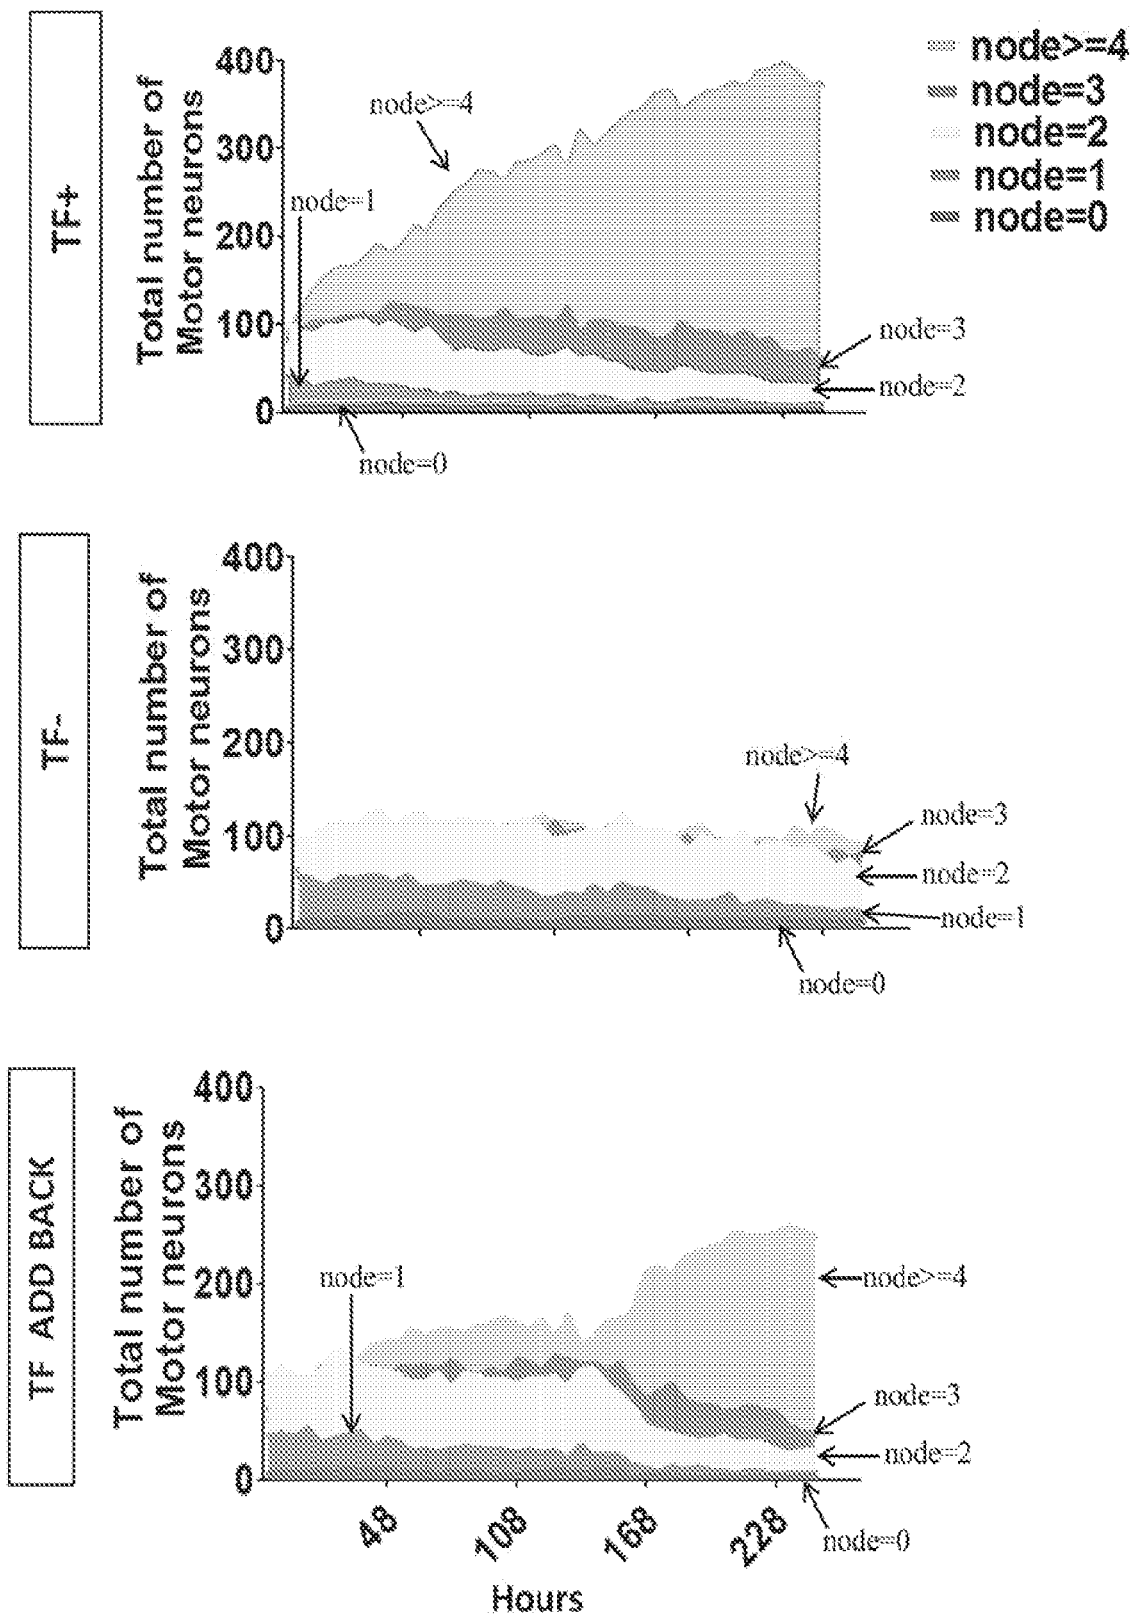 node>=4
node=3
node=2
node=1
node=0
TF+
Total number of
Motor neurons
400
300
200
100
0
node>=4
node=1
node=3
node=2
node=0
TF-
Total number of
Motor neurons
400
300
200
100
0
node>=4
node=3
node=2
node=1
node=0
TF ADD BACK
Total number of
Motor neurons
400
300
200
100
0
node=1
node>=4
node=3
node=2
node=0
48
108
168
228
Hours